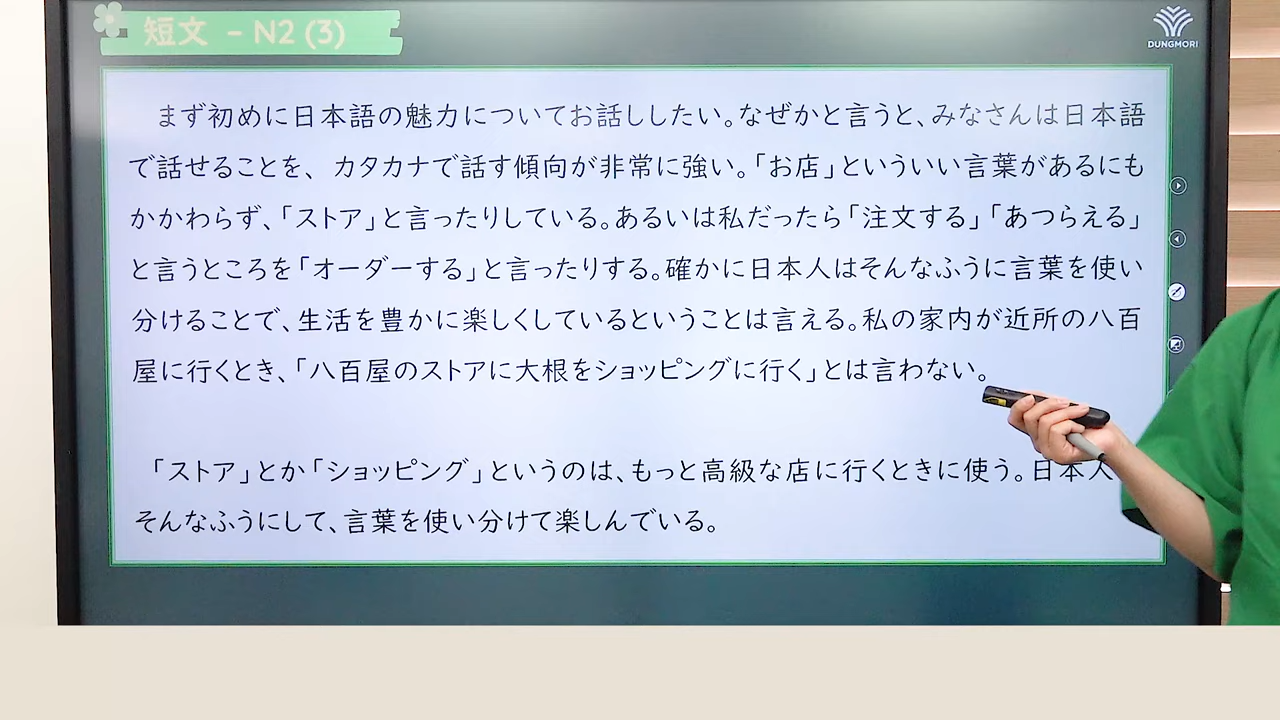 短文 – N2 (3)
DUNGMORI
まず初めに日本語の魅力についてお話ししたい。なぜかと言うと、みなさんは日本語
で話せることを、カタカナで話す傾向が非常に強い。「お店」といういい言葉があるにも
かかわらず、「ストア」と言ったりしている。あるいは私だったら「注文する」「あつらえる」
と言うところを「オーダーする」と言ったりする。確かに日本人はそんなふうに言葉を使い
分けることで、生活を豊かに楽しくしているということは言える。私の家内が近所の八百
屋に行くとき、「八百屋のストアに大根をショッピングに行く」とは言わない。
「ストア」とか「ショッピング」というのは、もっと高級な店に行くときに使う。日本人
そんなふうにして、言葉を使い分けて楽しんでいる。